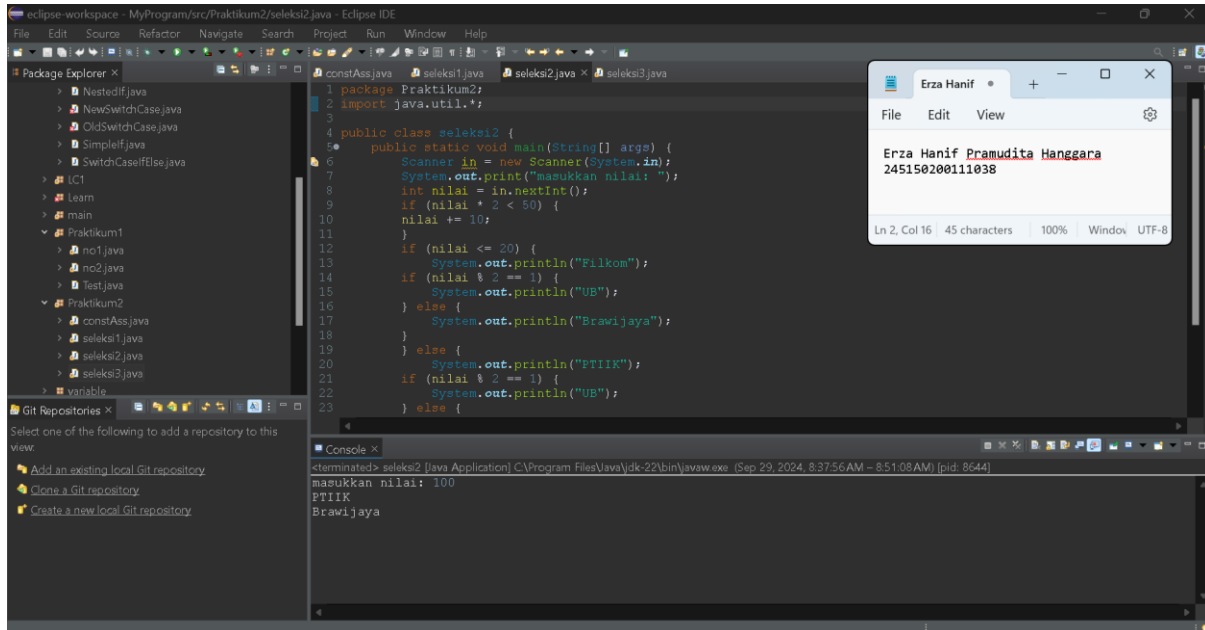 eclipse-workspace - MyProgram/src/Praktikum2/seleksi2.java - Eclipse IDE
File Edit Source Refactor Navigate Search Project Run Window Help
Package Explorer ×
NestedIf.java
NewSwitchCase.java
OldSwitchCase.java
SimpleIf.java
SwitchCaseIfElse.java
LC1
Learn
main
Praktikum1
no1.java
no2.java
Test.java
Praktikum2
constAss.java
seleksi1.java
seleksi2.java
seleksi3.java
variable
Git Repositories ×
Select one of the following to add a repository to this
view:
Add an existing local Git repository
Clone a Git repository
Create a new local Git repository
constAss.java seleksi1.java seleksi2.java × seleksi3.java
1 package Praktikum2;
2 import java.util.*;
3
4 public class seleksi2 {
5 public static void main(String[] args) {
6 Scanner in = new Scanner(System.in);
7 System.out.print("masukkan nilai: ");
8 int nilai = in.nextInt();
9 if (nilai * 2 < 50) {
10 nilai += 10;
11 }
12 if (nilai <= 20) {
13 System.out.println("Filkom");
14 if (nilai % 2 == 1) {
15 System.out.println("UB");
16 } else {
17 System.out.println("Brawijaya");
18 }
19 } else {
20 System.out.println("PTIIK");
21 if (nilai % 2 == 1) {
22 System.out.println("UB");
23 } else {
Erza Hanif
File Edit View
Erza Hanif Pramudita Hanggara
245150200111038
Ln 2, Col 16 45 characters 100% Window UTF-8
Console ×
<terminated> seleksi2 [Java Application] C:\Program Files\Java\jdk-22\bin\javaw.exe (Sep 29, 2024, 8:37:56 AM – 8:51:08 AM) [pid: 8644]
masukkan nilai: 100
PTIIK
Brawijaya